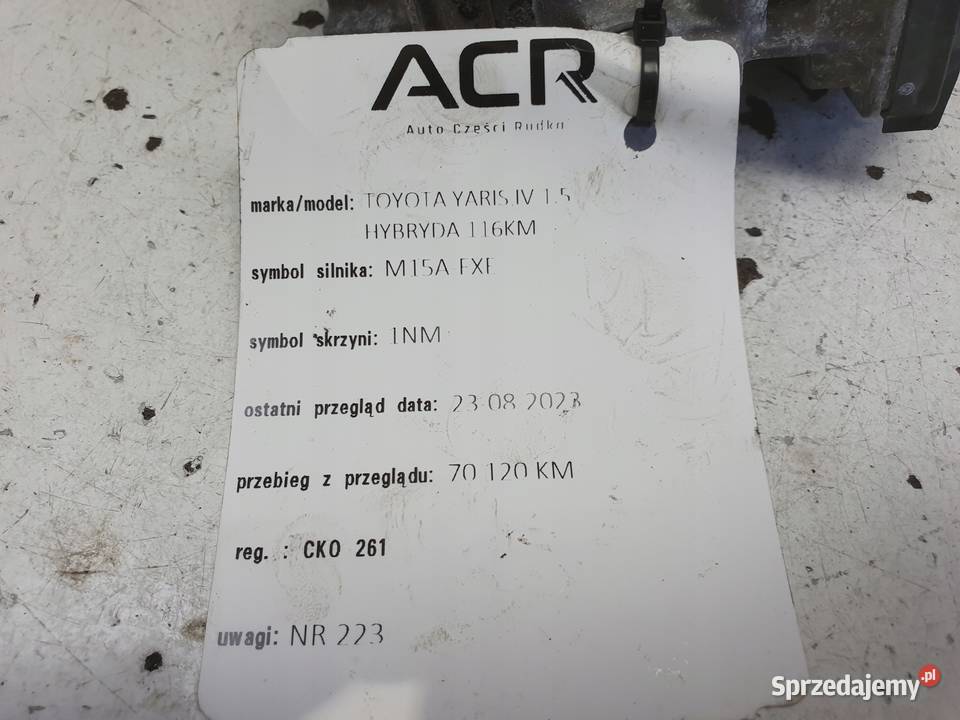 ACR
Auto Części Rudka
marka/model: TOYOTA YARIS IV 1.5
HYBRYDA 116KM
symbol silnika: M15A FXE
symbol skrzyni: 1NM
ostatni przegląd data: 23-08-2023
przebieg z przeglądu: 70 120 KM
reg. : CKO 261
uwagi: NR 223
Sprzedajemy.pl